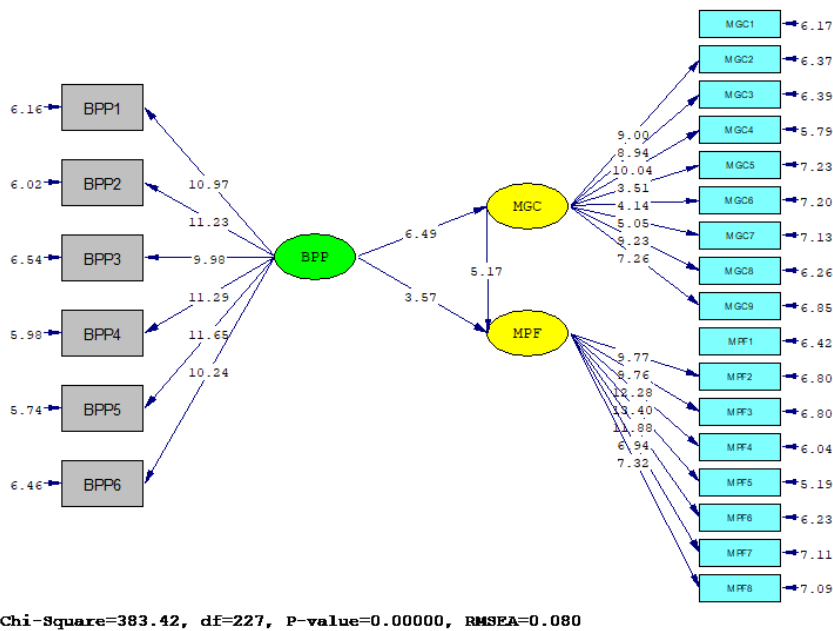 MGC1 6.17
MGC2 6.37
MGC3 6.39
MGC4 5.79
MGC5 7.23
MGC6 7.20
MGC7 7.13
MGC8 6.26
MGC9 6.85
MPF1 6.42
MPF2 6.80
MPF3 6.80
MPF4 6.04
MPF5 5.19
MPF6 6.23
MPF7 7.11
MPF8 7.09
6.16 BPP1
6.02 BPP2
6.54 BPP3
5.98 BPP4
5.74 BPP5
6.46 BPP6
10.97
11.23
9.98
11.29
11.65
10.24
BPP
6.49
3.57
MGC
5.17
MPF
9.00
8.94
10.04
3.51
4.14
5.05
9.23
7.26
9.77
9.76
12.28
13.40
11.88
6.94
7.32
Chi-Square=383.42, df=227, P-value=0.00000, RMSEA=0.080